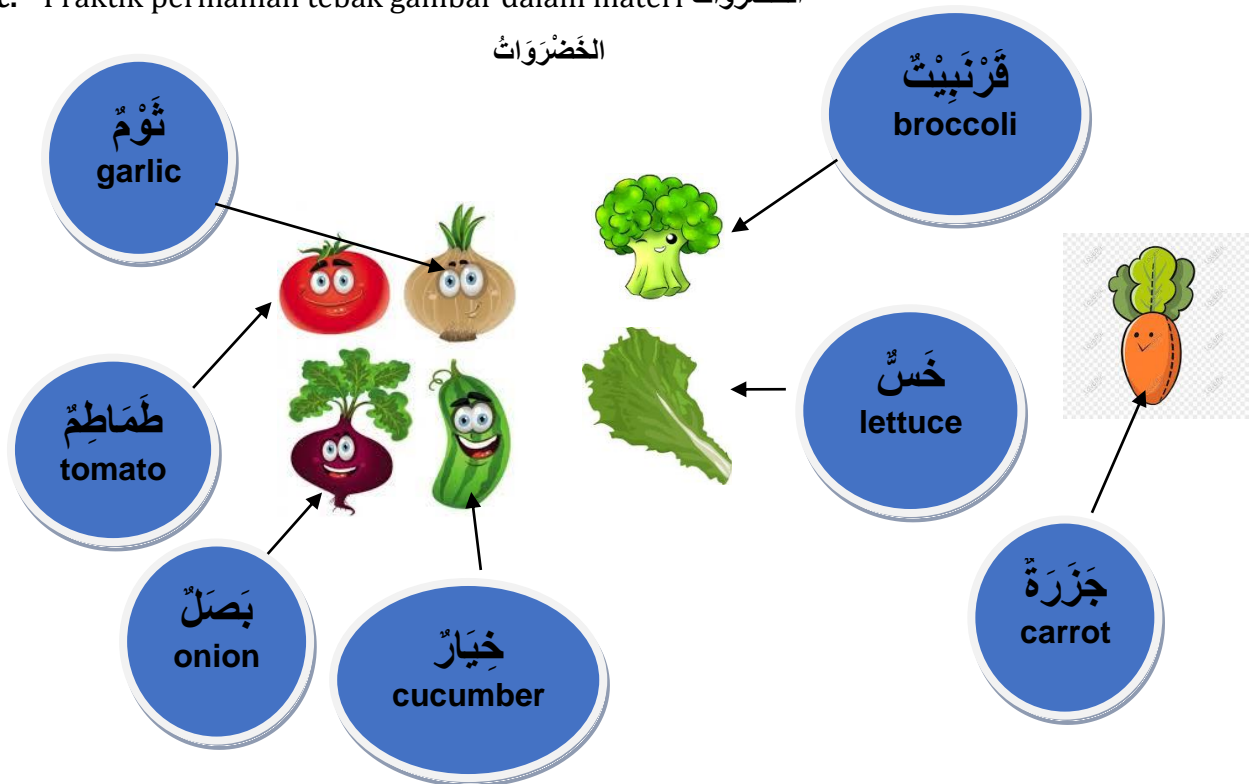 Praktik permainan tebak gambar dalam materi
الخَضْرَوَاتُ
قَرْنَبِيْتٌ
broccoli
ثَوْمٌ
garlic
خَسٌّ
lettuce
طَمَاطِمٌ
tomato
جَزَرَةٌ
carrot
بَصَلٌ
onion
خِيَارٌ
cucumber